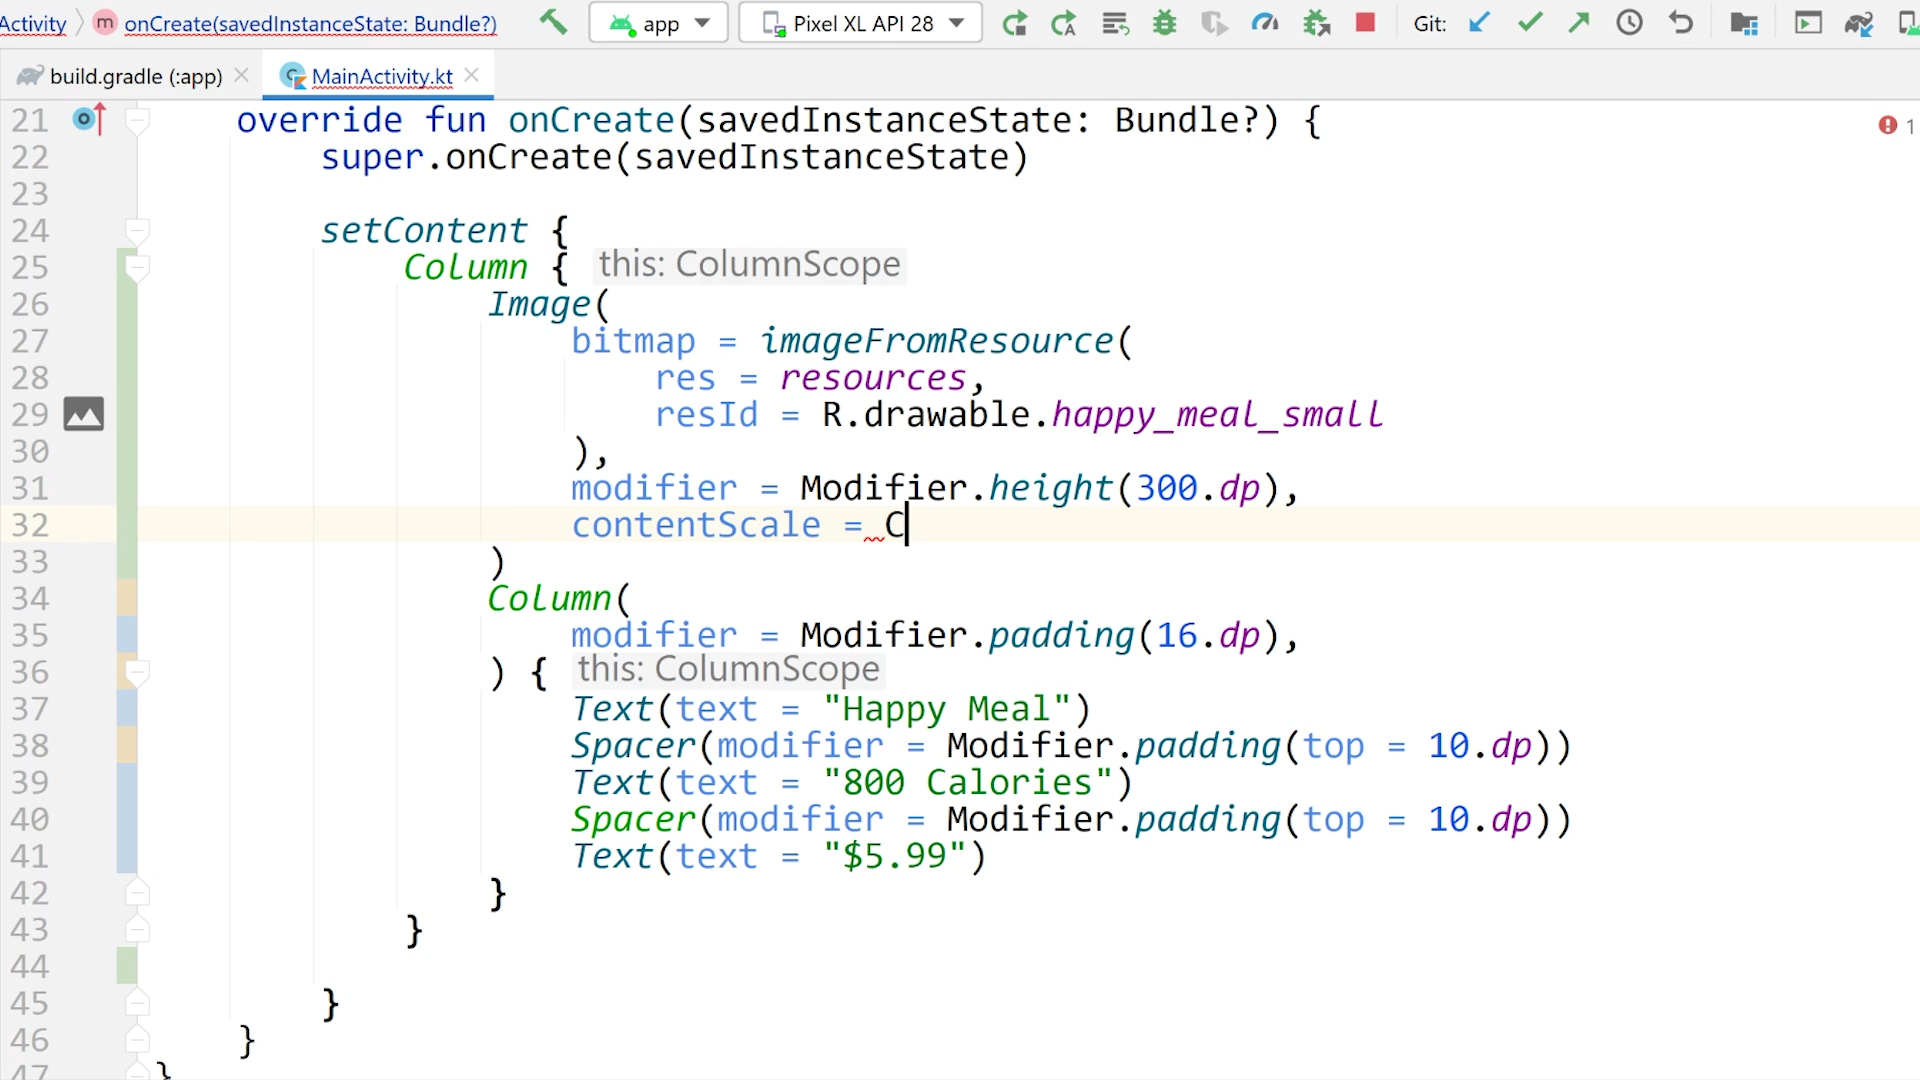 Activity  m  onCreate(savedInstanceState: Bundle?)  app  Pixel XL API 28  Git:
build.gradle (:app)  MainActivity.kt
21 override fun onCreate(savedInstanceState: Bundle?) {  1
22 super.onCreate(savedInstanceState)
23
24 setContent {
25 Column { this: ColumnScope
26 Image(
27 bitmap = imageFromResource(
28 res = resources,
29 resId = R.drawable.happy_meal_small
30 ),
31 modifier = Modifier.height(300.dp),
32 contentScale = C
33 )
34 Column(
35 modifier = Modifier.padding(16.dp),
36 ) { this: ColumnScope
37 Text(text = "Happy Meal")
38 Spacer(modifier = Modifier.padding(top = 10.dp))
39 Text(text = "800 Calories")
40 Spacer(modifier = Modifier.padding(top = 10.dp))
41 Text(text = "$5.99")
42 }
43 }
44
45 }
46 }
47 }